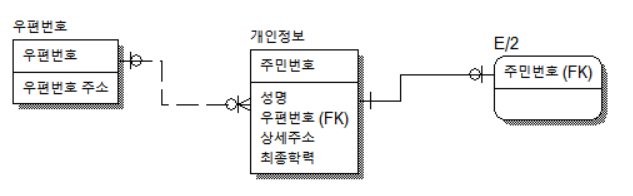 우편번호
우편번호
우편번호 주소
개인정보
주민번호
성명
우편번호 (FK)
상세주소
최종학력
E/2
주민번호 (FK)